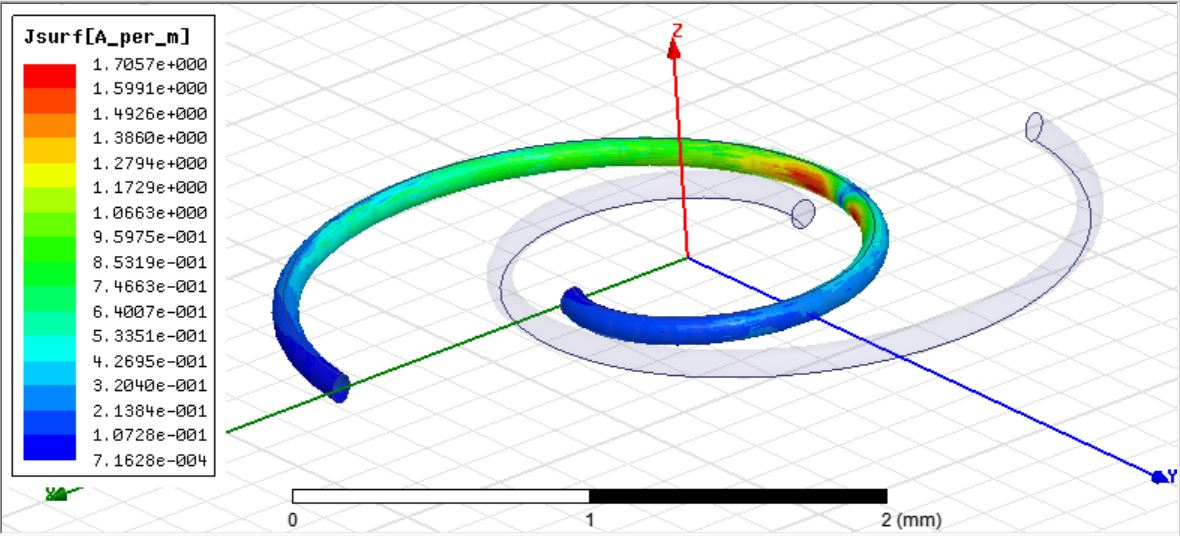 Jsurf[A_per_m]
1.7057e+000
1.5991e+000
1.4926e+000
1.3860e+000
1.2794e+000
1.1729e+000
1.0663e+000
9.5975e-001
8.5319e-001
7.4663e-001
6.4007e-001
5.3351e-001
4.2695e-001
3.2040e-001
2.1384e-001
1.0728e-001
7.1628e-004
Z
Y
0 1 2 (mm)